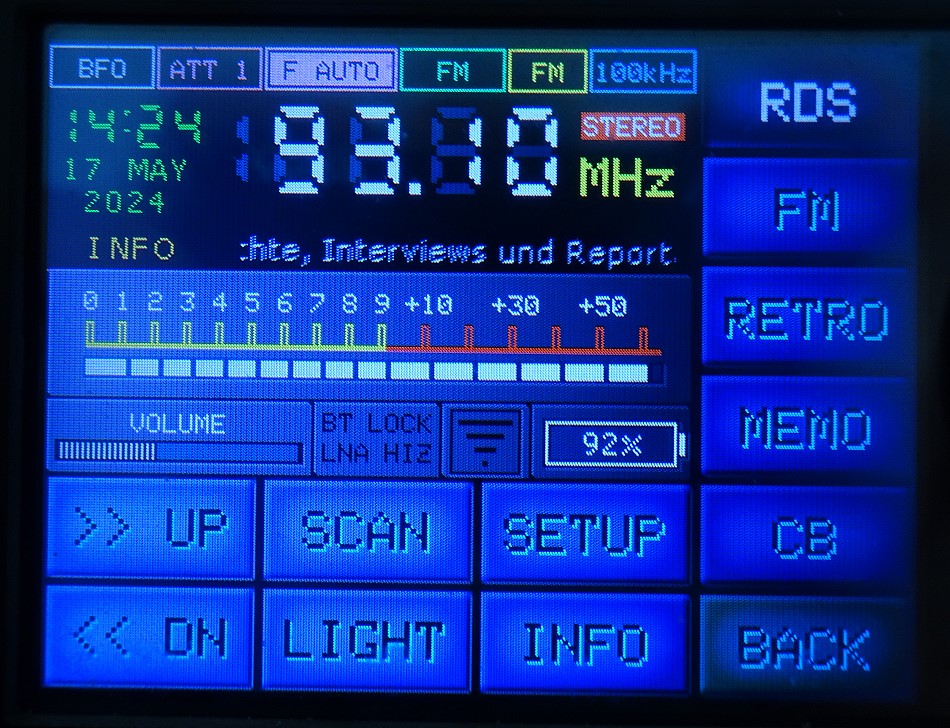 BFO ATT 1 F AUTO FM FM 100kHz
RDS
14:24
93.10
STEREO
MHz
17 MAY
2024
FM
INFO
chte, Interviews und Report
0 1 2 3 4 5 6 7 8 9 +10 +30 +50
RETRO
VOLUME
BT LOCK
LNA HIZ
92%
MEMO
>> UP
SCAN
SETUP
CB
<< DN
LIGHT
INFO
BACK